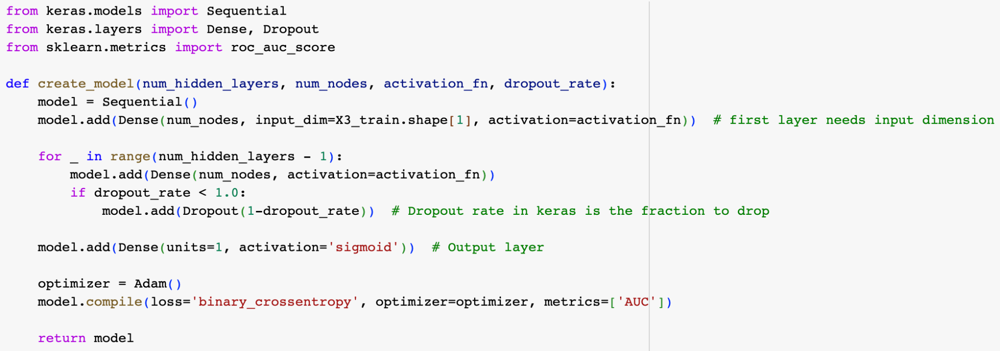 from keras.models import Sequential
from keras.layers import Dense, Dropout
from sklearn.metrics import roc_auc_score
def create_model(num_hidden_layers, num_nodes, activation_fn, dropout_rate):
    model = Sequential()
    model.add(Dense(num_nodes, input_dim=X3_train.shape[1], activation=activation_fn))  # first layer needs input dimension
    for _ in range(num_hidden_layers - 1):
        model.add(Dense(num_nodes, activation=activation_fn))
        if dropout_rate < 1.0:
            model.add(Dropout(1-dropout_rate))  # Dropout rate in keras is the fraction to drop
    model.add(Dense(units=1, activation='sigmoid'))  # Output layer
    optimizer = Adam()
    model.compile(loss='binary_crossentropy', optimizer=optimizer, metrics=['AUC'])
    return model